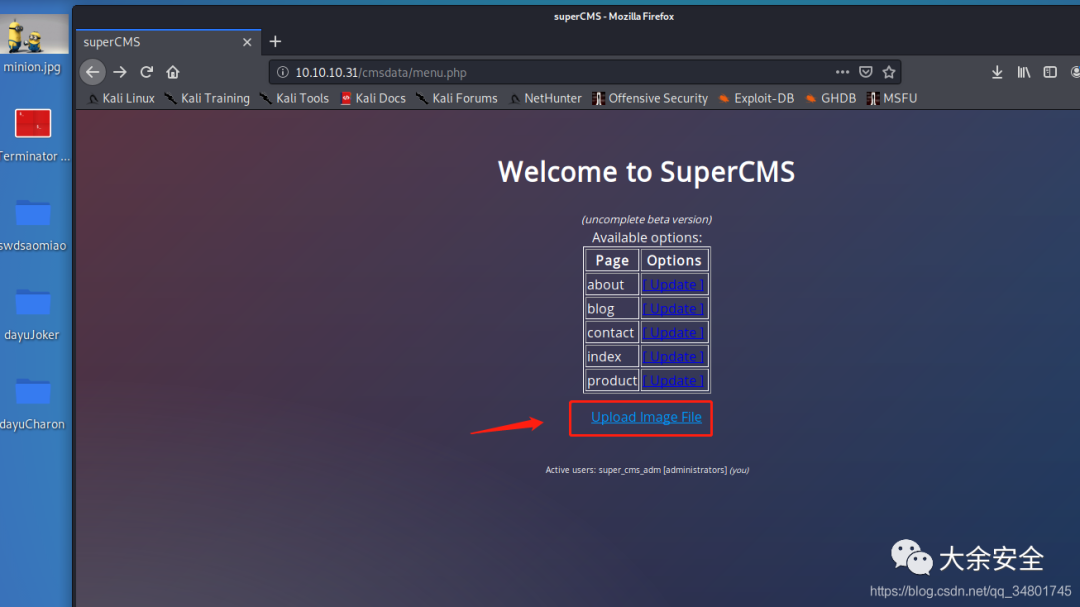 superCMS - Mozilla Firefox
superCMS
10.10.10.31/cmsdata/menu.php
Kali Linux Kali Training Kali Tools Kali Docs Kali Forums NetHunter Offensive Security Exploit-DB GHDB MSFU
minion.jpg
Terminator ...
swdsaomiao
dayuJoker
dayuCharon
Welcome to SuperCMS
(uncomplete beta version)
Available options:
Page Options
about [ Update ]
blog [ Update ]
contact [ Update ]
index [ Update ]
product [ Update ]
Upload Image File
Active users: super_cms_adm [administrators] (you)
大余安全
https://blog.csdn.net/qq_34801745